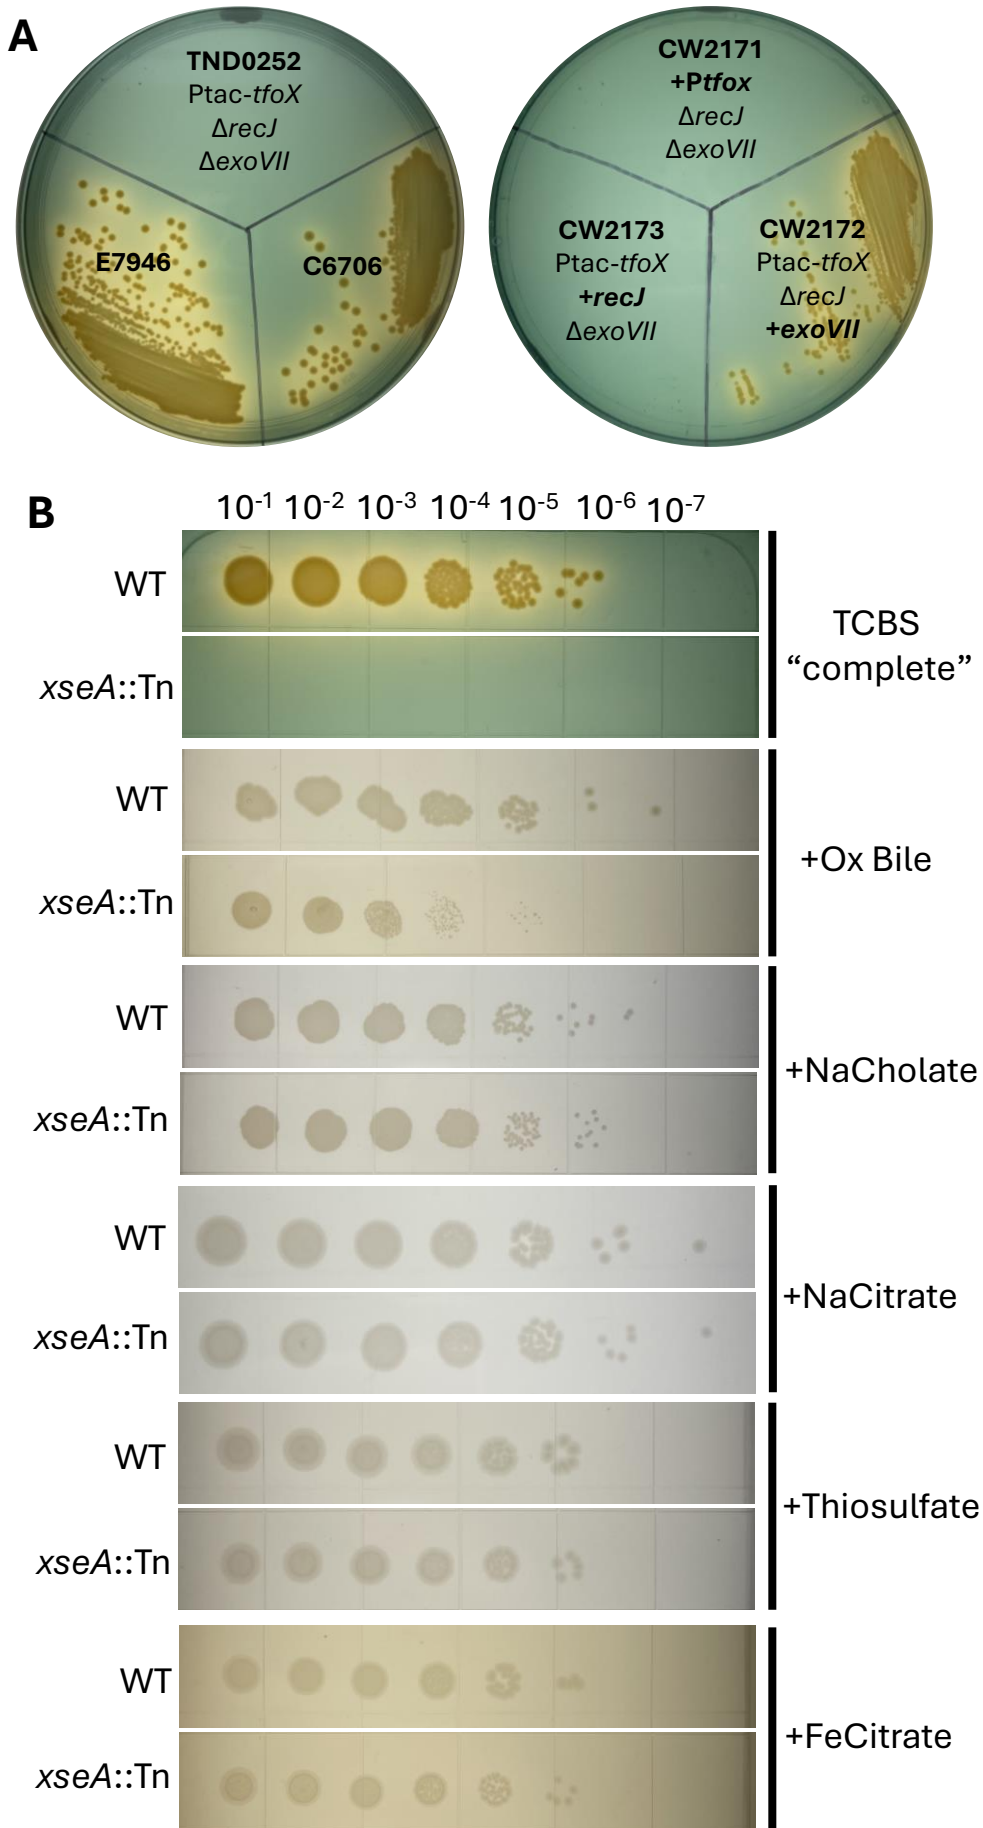 A
TND0252
Ptac-tfoX
ΔrecJ
ΔexoVII
E7946
C6706
CW2171
+Ptfox
ΔrecJ
ΔexoVII
CW2173
Ptac-tfoX
+recJ
ΔexoVII
CW2172
Ptac-tfoX
ΔrecJ
+exoVII
B
10-1 10-2 10-3 10-4 10-5 10-6 10-7
WT
xseA::Tn
TCBS
“complete”
WT
xseA::Tn
+Ox Bile
WT
xseA::Tn
+NaCholate
WT
xseA::Tn
+NaCitrate
WT
xseA::Tn
+Thiosulfate
WT
xseA::Tn
+FeCitrate